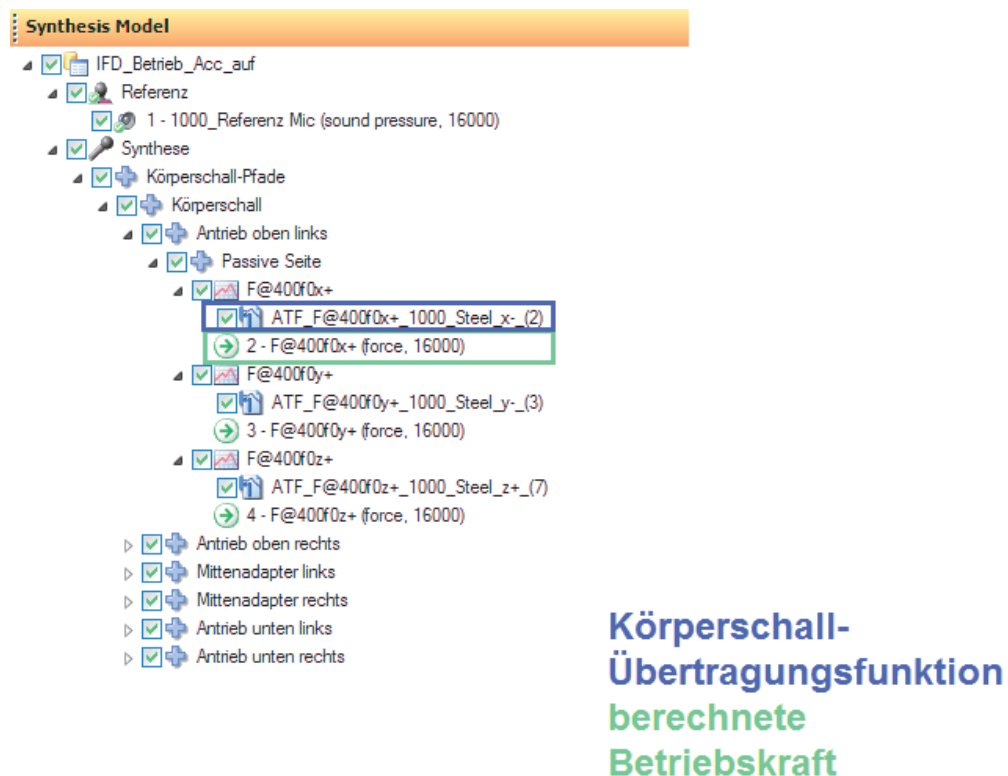 Synthesis Model
IFD_Betrieb_Acc_auf
Referenz
1 - 1000_Referenz Mic (sound pressure, 16000)
Synthese
Körperschall-Pfade
Körperschall
Antrieb oben links
Passive Seite
F@400f0x+
ATF_F@400f0x+_1000_Steel_x-_(2)
2 - F@400f0x+ (force, 16000)
F@400f0y+
ATF_F@400f0y+_1000_Steel_y-_(3)
3 - F@400f0y+ (force, 16000)
F@400f0z+
ATF_F@400f0z+_1000_Steel_z+_(7)
4 - F@400f0z+ (force, 16000)
Antrieb oben rechts
Mittenadapter links
Mittenadapter rechts
Antrieb unten links
Antrieb unten rechts
Körperschall-
Übertragungsfunktion
berechnete
Betriebskraft